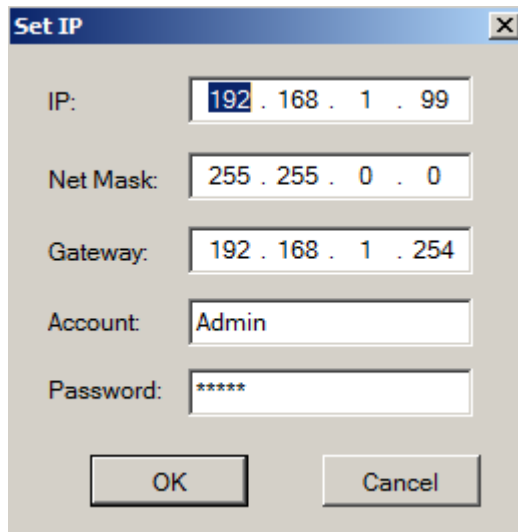 Set IP
IP: 192 . 168 . 1 . 99
Net Mask: 255 . 255 . 0 . 0
Gateway: 192 . 168 . 1 . 254
Account: Admin
Password: *****
OK Cancel